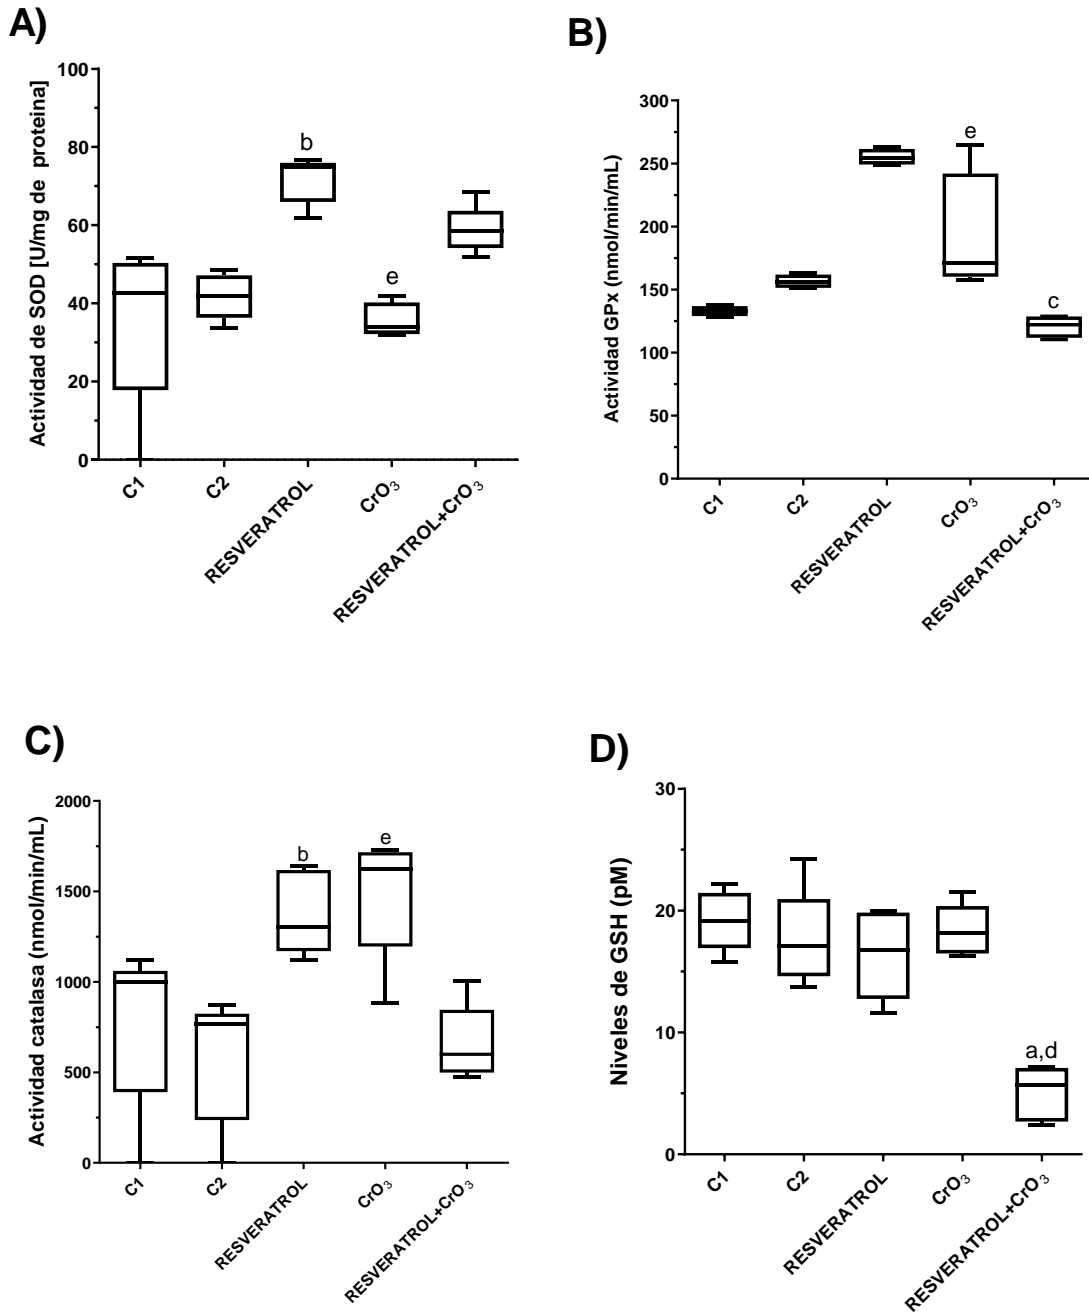 A)
Actividad de SOD [U/mg de proteina]
100
80
60
40
20
0
b
e
C1
C2
RESVERATROL
CrO₃
RESVERATROL+CrO₃
B)
Actividad GPx (nmol/min/mL)
300
250
200
150
100
50
0
e
c
C1
C2
RESVERATROL
CrO₃
RESVERATROL+CrO₃
C)
Actividad catalasa (nmol/min/mL)
2000
1500
1000
500
0
b
e
C1
C2
RESVERATROL
CrO₃
RESVERATROL+CrO₃
D)
Niveles de GSH (pM)
30
20
10
0
a,d
C1
C2
RESVERATROL
CrO₃
RESVERATROL+CrO₃